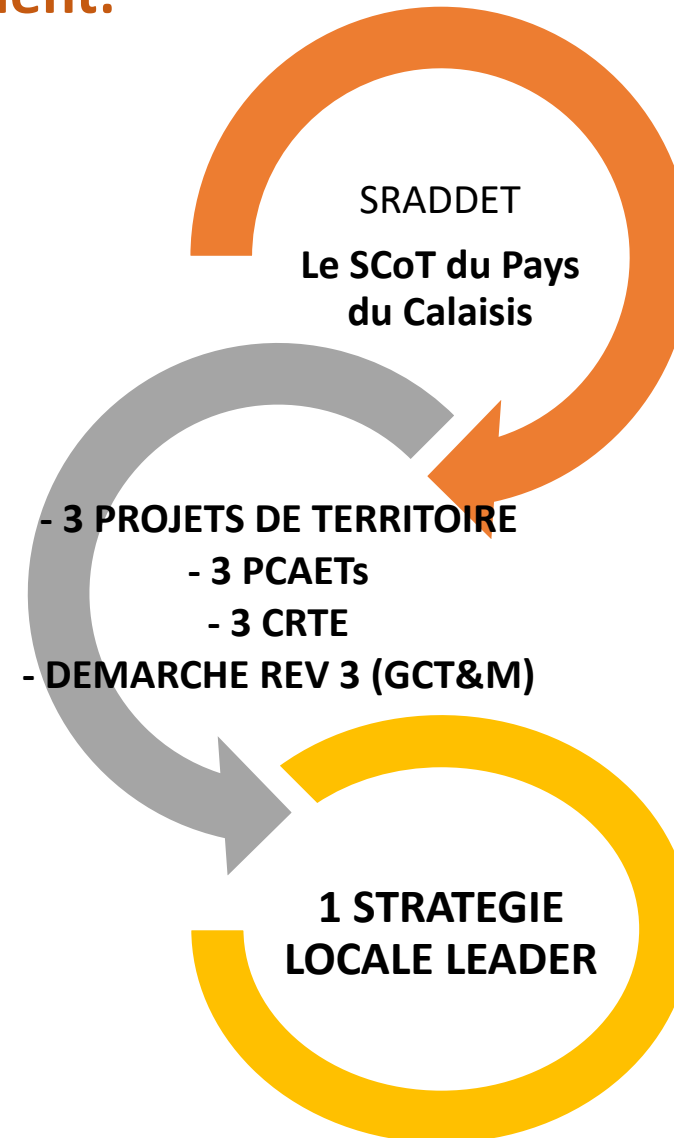 SRADDET
Le SCoT du Pays
du Calaisis
- 3 PROJETS DE TERRITOIRE
- 3 PCAETs
- 3 CRTE
- DEMARCHE REV 3 (GCT&M)
1 STRATEGIE
LOCALE LEADER